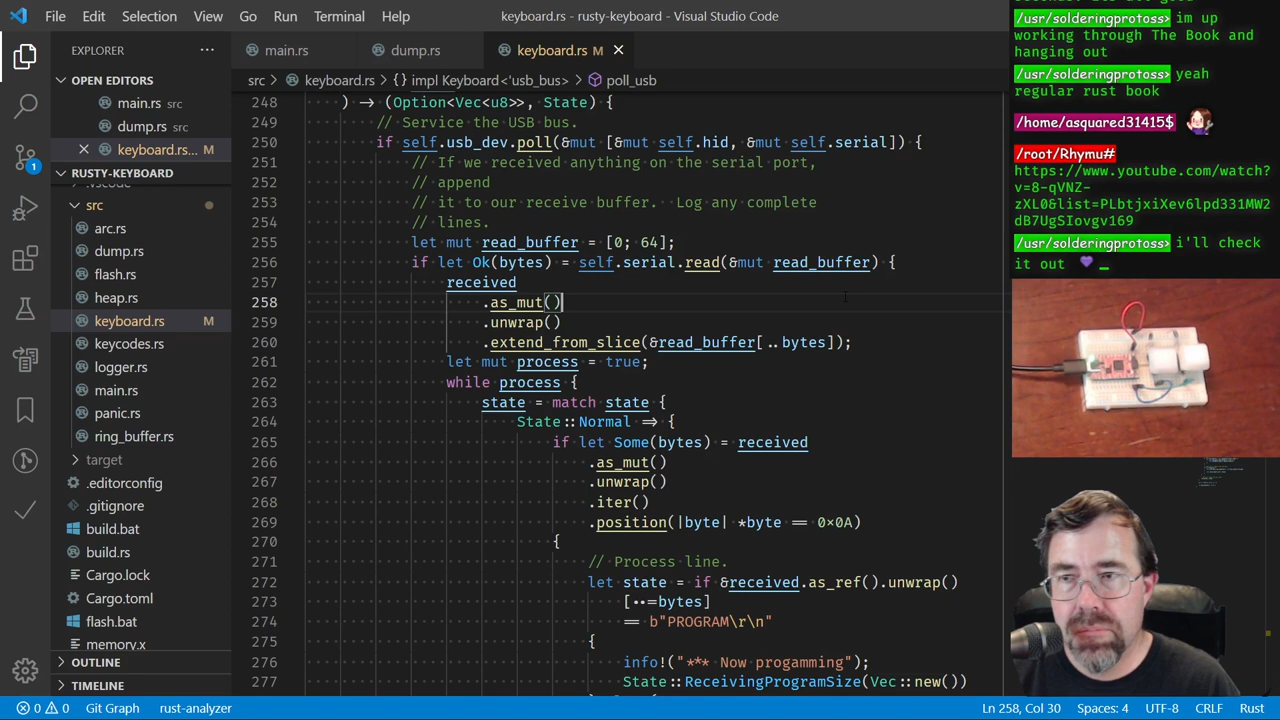 File Edit Selection View Go Run Terminal Help
keyboard.rs - rusty-keyboard - Visual Studio Code
EXPLORER
OPEN EDITORS
main.rs src
dump.rs src
keyboard.rs... M
RUSTY-KEYBOARD
src
arc.rs
dump.rs
flash.rs
heap.rs
keyboard.rs M
keycodes.rs
logger.rs
main.rs
panic.rs
ring_buffer.rs
target
.editorconfig
.gitignore
build.bat
build.rs
Cargo.lock
Cargo.toml
flash.bat
memory.x
OUTLINE
TIMELINE
1
main.rs dump.rs keyboard.rs M
src > keyboard.rs > {} impl Keyboard<'usb_bus> > poll_usb
248 ) -> (Option<Vec<u8>>, State) {
249 // Service the USB bus.
250 if self.usb_dev.poll(&mut [&mut self.hid, &mut self.serial]) {
251 // If we received anything on the serial port,
252 // append
253 // it to our receive buffer.  Log any complete
254 // lines.
255 let mut read_buffer = [0; 64];
256 if let Ok(bytes) = self.serial.read(&mut read_buffer) {
257 received
258 .as_mut()
259 .unwrap()
260 .extend_from_slice(&read_buffer[..bytes]);
261 let mut process = true;
262 while process {
263 state = match state {
264 State::Normal => {
265 if let Some(bytes) = received
266 .as_mut()
267 .unwrap()
268 .iter()
269 .position(|byte| *byte == 0x0A)
270 {
271 // Process line.
272 let state = if &received.as_ref().unwrap()
273 [..=bytes]
274 == b"PROGRAM\r\n"
275 {
276 info!("*** Now progamming");
277 State::ReceivingProgramSize(Vec::new())
0 0 Git Graph rust-analyzer
Ln 258, Col 30 Spaces: 4 UTF-8 CRLF Rust
/usr/solderingprotoss> im up
working through The Book and
hanging out
/usr/solderingprotoss> yeah
regular rust book
/home/asquared31415$
/root/Rhymu#
https://www.youtube.com/watch?
v=8-qVNZ-
zXL0&list=PLbtjxiXev6lpd331MW2
dB7UgSIovgv169
/usr/solderingprotoss> i'll check
it out _